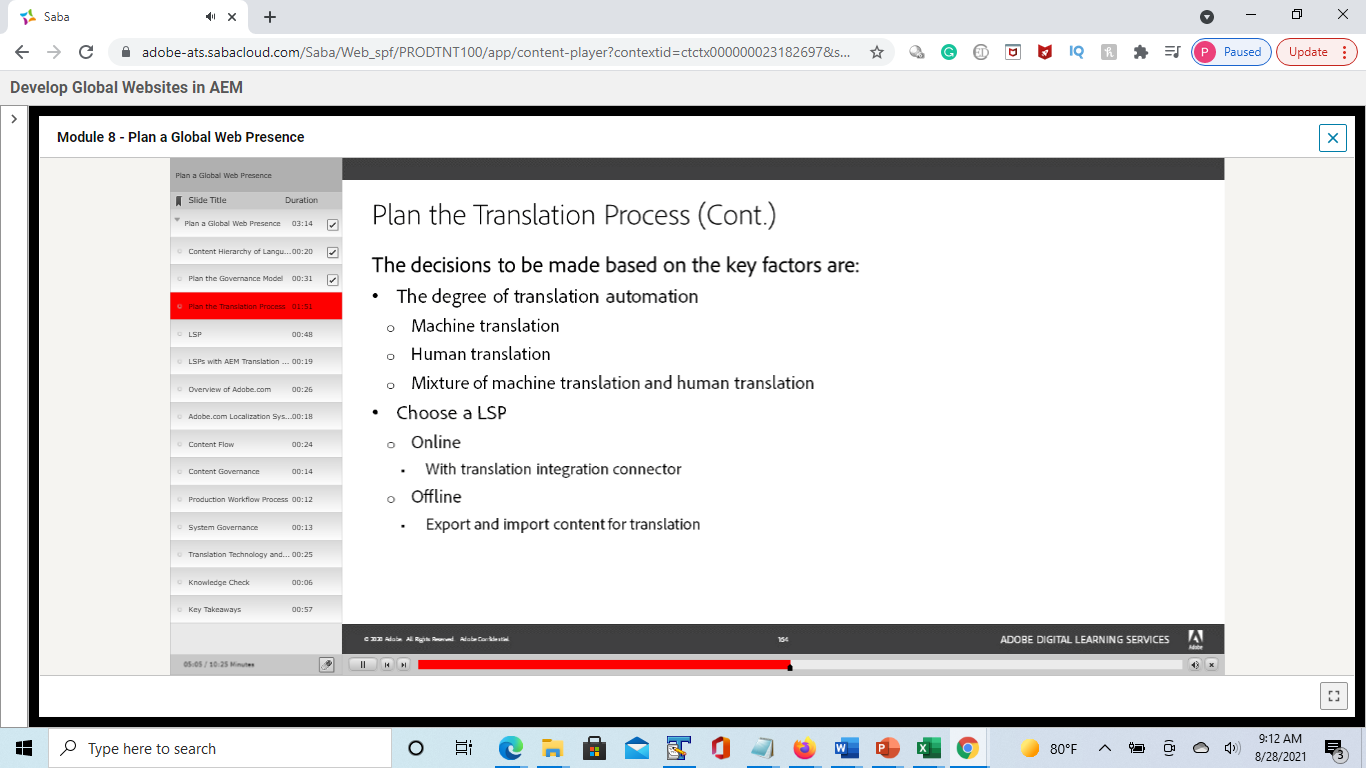 Saba
adobe-ats.sabacloud.com/Saba/Web_spf/PRODTNT100/app/content-player?contextid=ctctx000000023182697&s...
P Paused
Update
Develop Global Websites in AEM
Module 8 - Plan a Global Web Presence
Plan a Global Web Presence
Slide Title Duration
Plan a Global Web Presence 03:14
Content Hierarchy of Langu... 00:20
Plan the Governance Model 00:31
Plan the Translation Process 01:51
LSP 00:48
LSPs with AEM Translation ... 00:19
Overview of Adobe.com 00:26
Adobe.com Localization Sys... 00:18
Content Flow 00:24
Content Governance 00:14
Production Workflow Process 00:12
System Governance 00:13
Translation Technology and... 00:25
Knowledge Check 00:06
Key Takeaways 00:57
05:05 / 10:25 Minutes
Plan the Translation Process (Cont.)
The decisions to be made based on the key factors are:
• The degree of translation automation
o Machine translation
o Human translation
o Mixture of machine translation and human translation
• Choose a LSP
o Online
▪ With translation integration connector
o Offline
▪ Export and import content for translation
© 2020 Adobe. All Rights Reserved. Adobe Confidential.
164
ADOBE DIGITAL LEARNING SERVICES
Adobe
Type here to search
80°F
9:12 AM
8/28/2021
3